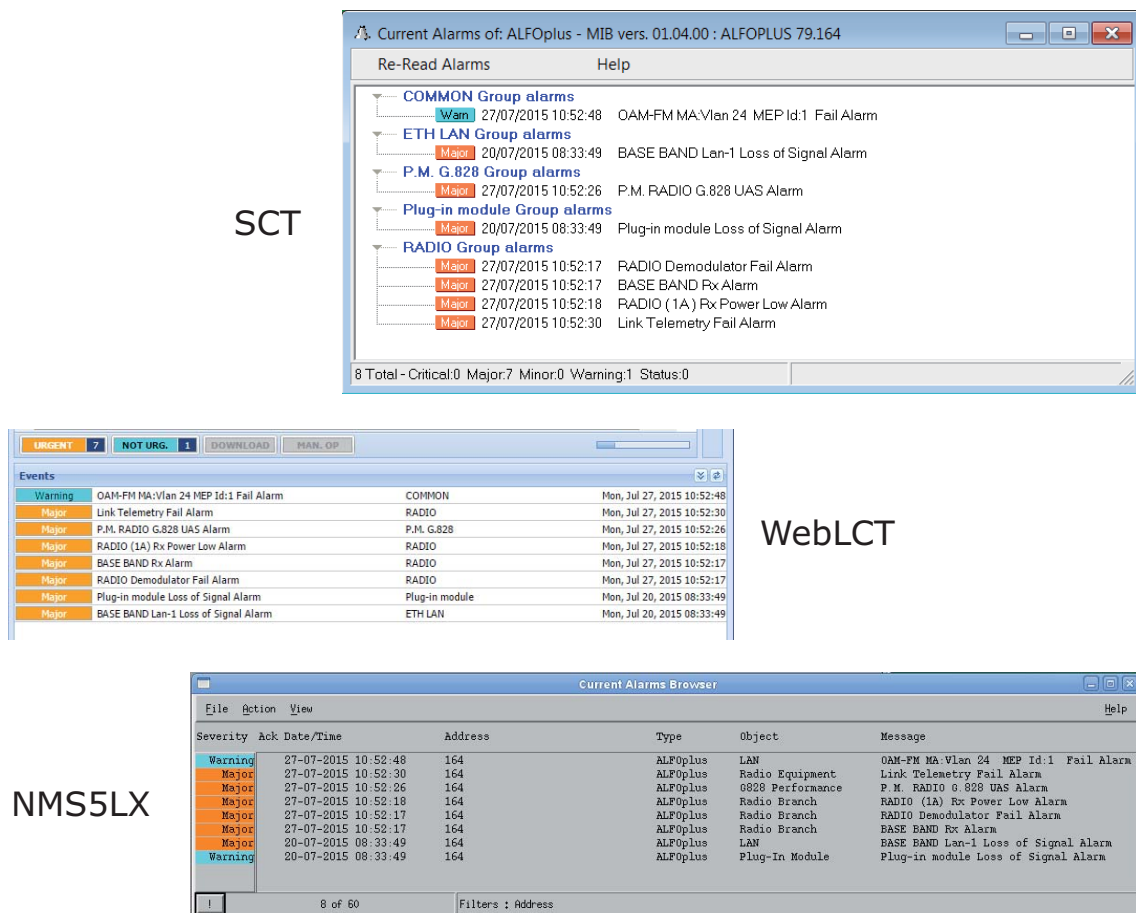 Current Alarms of: ALFOplus - MIB vers. 01.04.00 : ALFOPLUS 79.164
Re-Read Alarms Help
COMMON Group alarms
Warn 27/07/2015 10:52:48 OAM-FM MA:Vlan 24 MEP Id:1 Fail Alarm
ETH LAN Group alarms
Major 20/07/2015 08:33:49 BASE BAND Lan-1 Loss of Signal Alarm
P.M. G.828 Group alarms
Major 27/07/2015 10:52:26 P.M. RADIO G.828 UAS Alarm
Plug-in module Group alarms
Major 20/07/2015 08:33:49 Plug-in module Loss of Signal Alarm
RADIO Group alarms
Major 27/07/2015 10:52:17 RADIO Demodulator Fail Alarm
Major 27/07/2015 10:52:17 BASE BAND Rx Alarm
Major 27/07/2015 10:52:18 RADIO (1A) Rx Power Low Alarm
Major 27/07/2015 10:52:30 Link Telemetry Fail Alarm
8 Total - Critical:0 Major:7 Minor:0 Warning:1 Status:0
SCT
URGENT 7 NOT URG. 1 DOWNLOAD MAN. OP
Events
Warning OAM-FM MA:Vlan 24 MEP Id:1 Fail Alarm COMMON Mon, Jul 27, 2015 10:52:48
Major Link Telemetry Fail Alarm RADIO Mon, Jul 27, 2015 10:52:30
Major P.M. RADIO G.828 UAS Alarm P.M. G.828 Mon, Jul 27, 2015 10:52:26
Major RADIO (1A) Rx Power Low Alarm RADIO Mon, Jul 27, 2015 10:52:18
Major BASE BAND Rx Alarm RADIO Mon, Jul 27, 2015 10:52:17
Major RADIO Demodulator Fail Alarm RADIO Mon, Jul 27, 2015 10:52:17
Major Plug-in module Loss of Signal Alarm Plug-in module Mon, Jul 20, 2015 08:33:49
Major BASE BAND Lan-1 Loss of Signal Alarm ETH LAN Mon, Jul 20, 2015 08:33:49
WebLCT
Current Alarms Browser
File Action View Help
Severity Ack Date/Time Address Type Object Message
Warning 27-07-2015 10:52:48 164 ALFOplus LAN OAM-FM MA:Vlan 24 MEP Id:1 Fail Alarm
Major 27-07-2015 10:52:30 164 ALFOplus Radio Equipment Link Telemetry Fail Alarm
Major 27-07-2015 10:52:26 164 ALFOplus G828 Performance P.M. RADIO G.828 UAS Alarm
Major 27-07-2015 10:52:18 164 ALFOplus Radio Branch RADIO (1A) Rx Power Low Alarm
Major 27-07-2015 10:52:17 164 ALFOplus Radio Branch RADIO Demodulator Fail Alarm
Major 27-07-2015 10:52:17 164 ALFOplus Radio Branch BASE BAND Rx Alarm
Major 20-07-2015 08:33:49 164 ALFOplus LAN BASE BAND Lan-1 Loss of Signal Alarm
Warning 20-07-2015 08:33:49 164 ALFOplus Plug-In Module Plug-in module Loss of Signal Alarm
! 8 of 60 Filters : Address
NMS5LX